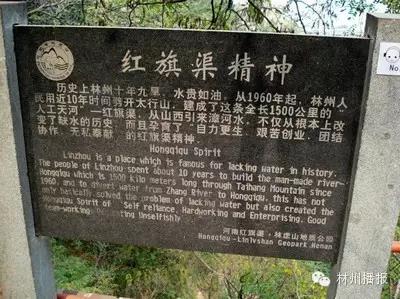 红旗渠精神
历史上林州十年九旱，水贵如油，从1960年起，林州人
民用近10年时间劈开太行山，建成了这条全长1500公里的
人工天河——红旗渠，从山西引来漳河水，不仅从根本上改
变了缺水的历史，而且孕育了“自力更生、艰苦创业、团结
协作、无私奉献”的红旗渠精神。
Hongqiqu Spirit
Linzhou is a place which is famous for lacking water in history.
The people of Linzhou spent about 10 years to build the man-made river-
Hongqiqu which is 1500 kilo meters long through Taihang Mountain since
1960, and to divert water from Zhang River to Hongqiqu, this has not
only basically solved the problem of lacking water but also created the
Hongqiqu Spirit of "Self reliance, Hardworking and Enterprising, Good
team-working, Devoting Unselfishly
河南红旗渠·林虑山地质公园
Hongqiqu-Linlvshan Geopark, Henan
No
林州播报